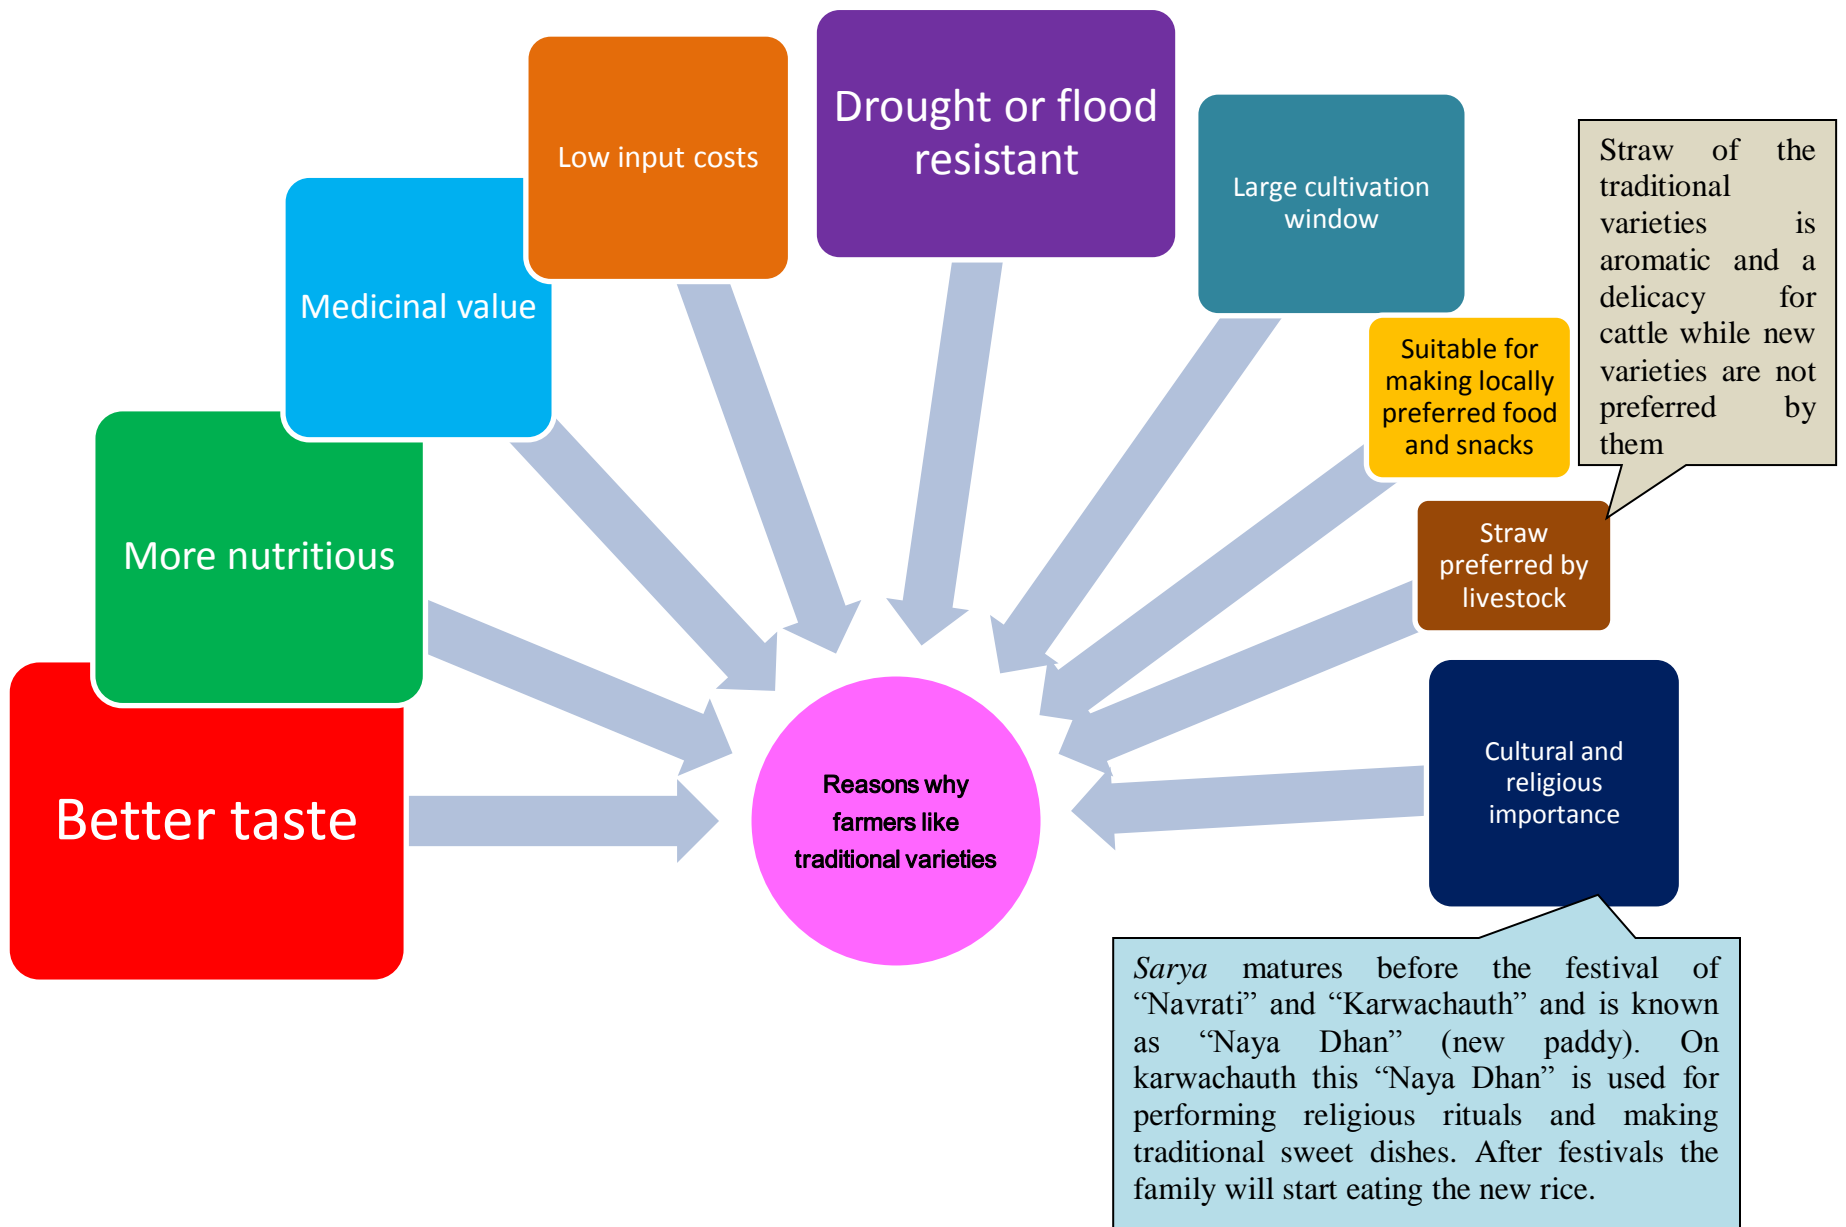 Low input costs
Drought or flood
resistant
Large cultivation
window
Straw of the
traditional
varieties is
aromatic and a
delicacy for
cattle while new
varieties are not
preferred by
them
Medicinal value
Suitable for
making locally
preferred food
and snacks
More nutritious
Straw
preferred by
livestock
Better taste
Reasons why
farmers like
traditional varieties
Cultural and
religious
importance
Sarya matures before the festival of
“Navrati” and “Karwachauth” and is known
as “Naya Dhan” (new paddy). On
karwachauth this “Naya Dhan” is used for
performing religious rituals and making
traditional sweet dishes. After festivals the
family will start eating the new rice.